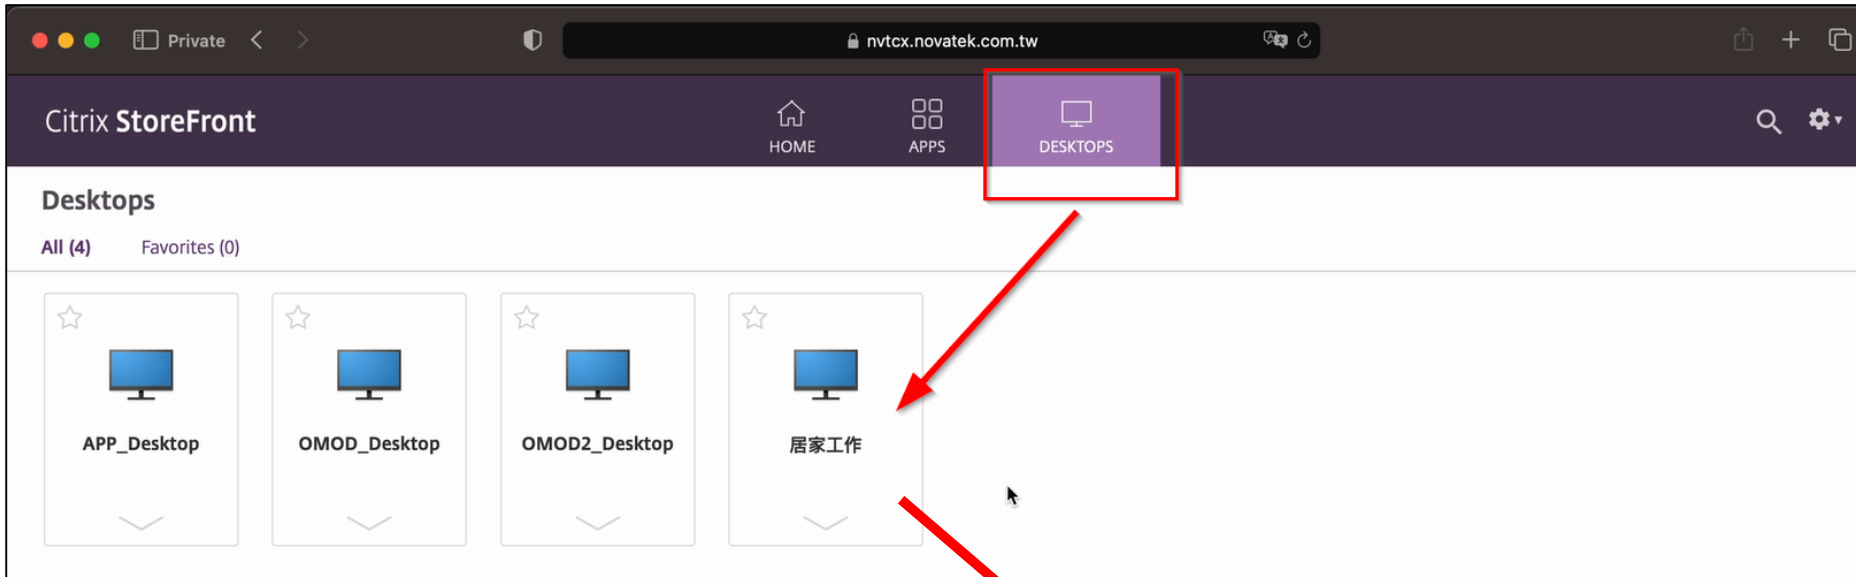 Private
nvtcx.novatek.com.tw
Citrix StoreFront
HOME
APPS
DESKTOPS
Desktops
All (4)
Favorites (0)
APP_Desktop
OMOD_Desktop
OMOD2_Desktop
居家工作